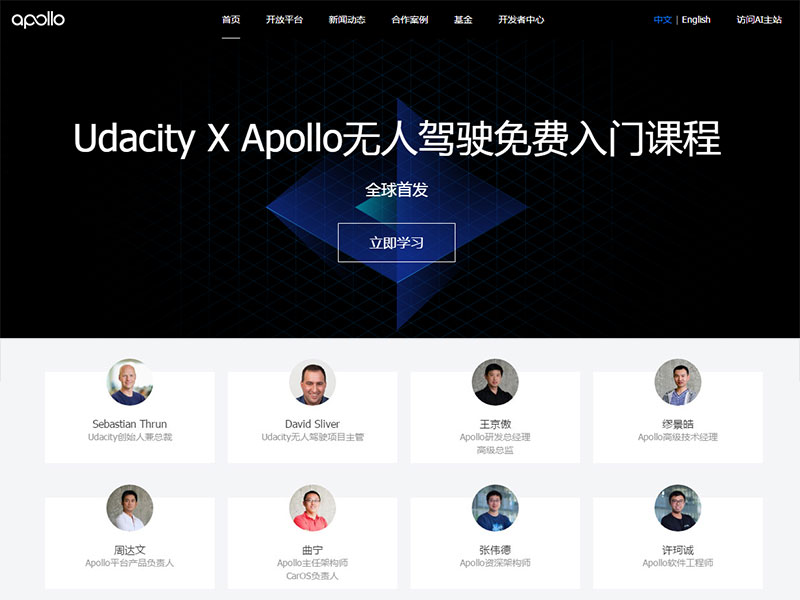 apollo
首页 开放平台 新闻动态 合作案例 基金 开发者中心 中文 | English 访问AI主站
Udacity X Apollo无人驾驶免费入门课程
全球首发
立即学习
Sebastian Thrun David Sliver 王京傲 缪景皓
Udacity创始人兼总裁 Udacity无人驾驶项目主管 Apollo研发总经理 Apollo高级技术经理
高级总监
周达文 曲宁 张伟德 许珂诚
Apollo平台产品负责人 Apollo主任架构师 Apollo资深架构师 Apollo软件工程师
CarOS负责人